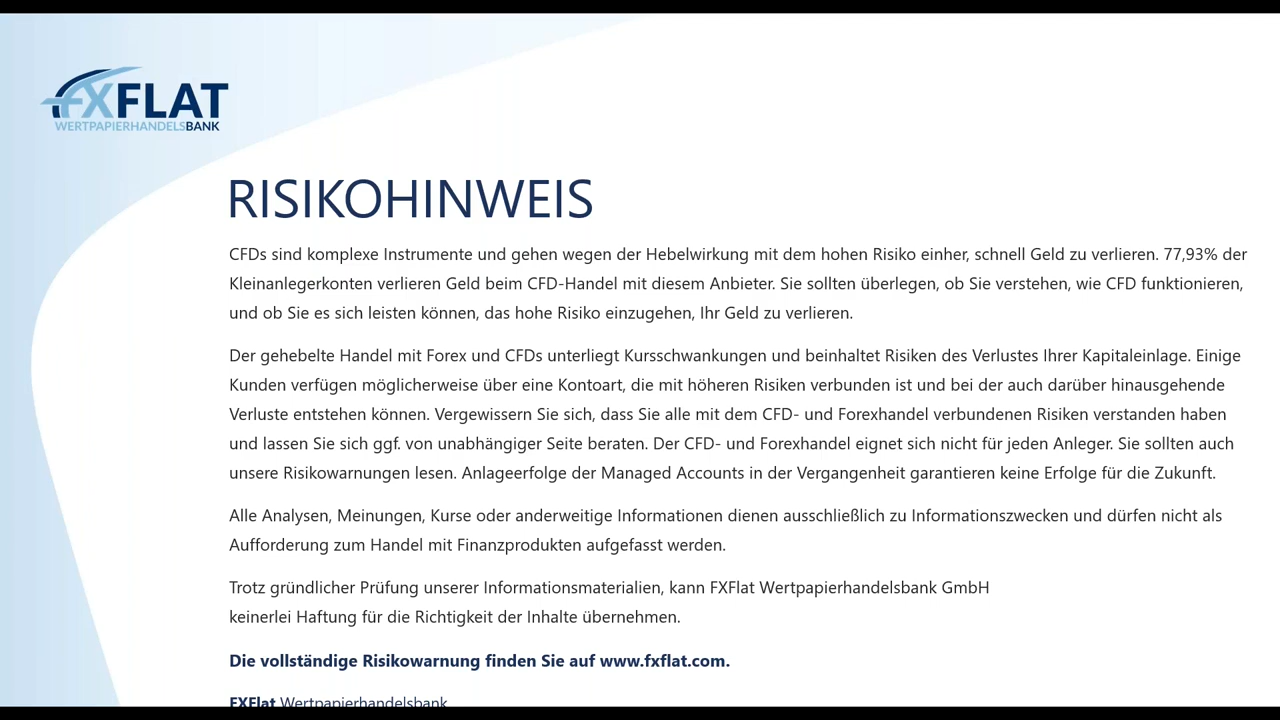 FXFLAT
WERTPAPIERHANDELSBANK
RISIKOHINWEIS
CFDs sind komplexe Instrumente und gehen wegen der Hebelwirkung mit dem hohen Risiko einher, schnell Geld zu verlieren. 77,93% der
Kleinanlegerkonten verlieren Geld beim CFD-Handel mit diesem Anbieter. Sie sollten überlegen, ob Sie verstehen, wie CFD funktionieren,
und ob Sie es sich leisten können, das hohe Risiko einzugehen, Ihr Geld zu verlieren.
Der gehebelte Handel mit Forex und CFDs unterliegt Kursschwankungen und beinhaltet Risiken des Verlustes Ihrer Kapitaleinlage. Einige
Kunden verfügen möglicherweise über eine Kontoart, die mit höheren Risiken verbunden ist und bei der auch darüber hinausgehende
Verluste entstehen können. Vergewissern Sie sich, dass Sie alle mit dem CFD- und Forexhandel verbundenen Risiken verstanden haben
und lassen Sie sich ggf. von unabhängiger Seite beraten. Der CFD- und Forexhandel eignet sich nicht für jeden Anleger. Sie sollten auch
unsere Risikowarnungen lesen. Anlageerfolge der Managed Accounts in der Vergangenheit garantieren keine Erfolge für die Zukunft.
Alle Analysen, Meinungen, Kurse oder anderweitige Informationen dienen ausschließlich zu Informationszwecken und dürfen nicht als
Aufforderung zum Handel mit Finanzprodukten aufgefasst werden.
Trotz gründlicher Prüfung unserer Informationsmaterialien, kann FXFlat Wertpapierhandelsbank GmbH
keinerlei Haftung für die Richtigkeit der Inhalte übernehmen.
Die vollständige Risikowarnung finden Sie auf www.fxflat.com.
FXFlat Wertpapierhandelsbank